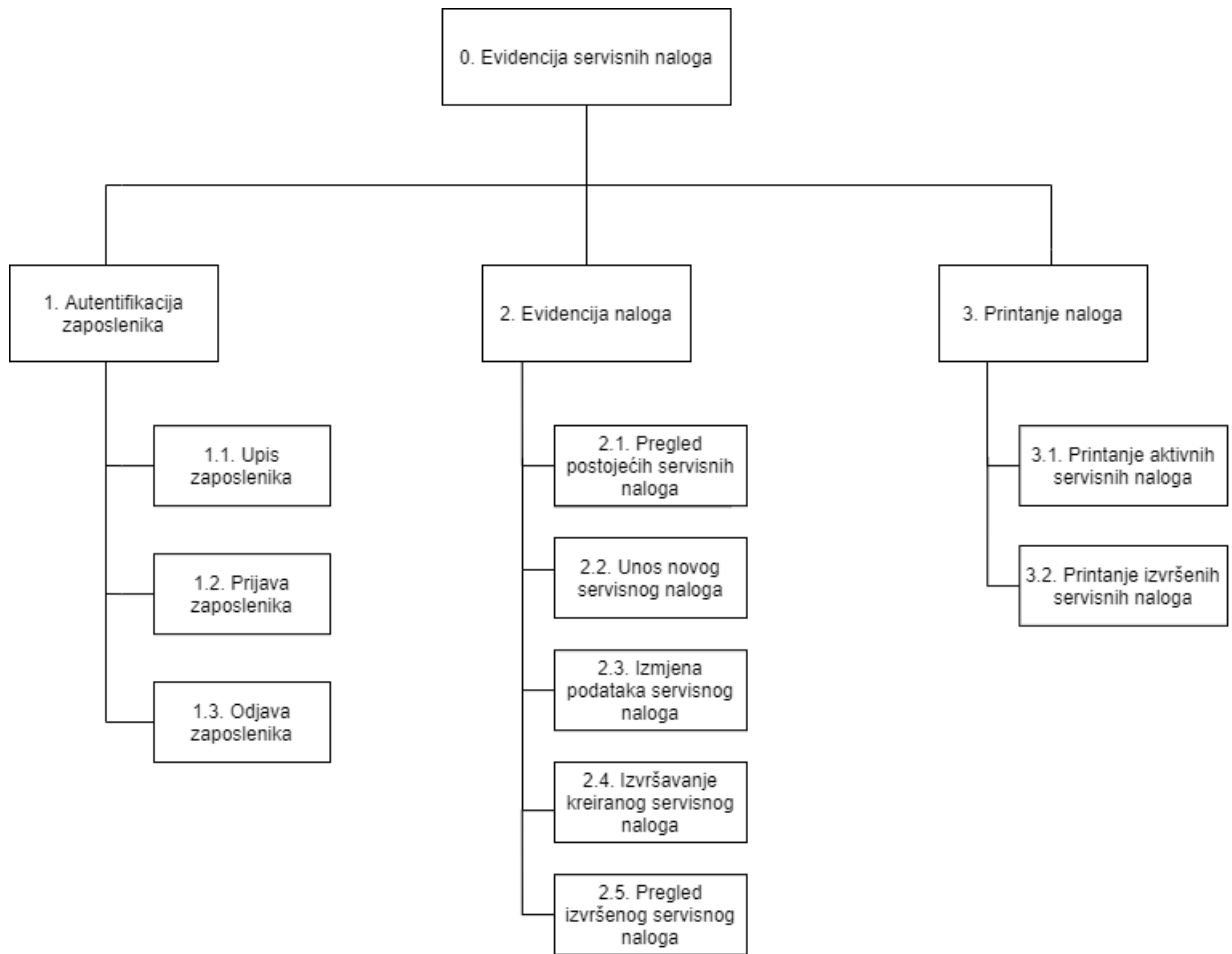 0. Evidencija servisnih naloga
1. Autentifikacija
zaposlenika
2. Evidencija naloga
3. Printanje naloga
1.1. Upis
zaposlenika
1.2. Prijava
zaposlenika
1.3. Odjava
zaposlenika
2.1. Pregled
postojećih servisnih
naloga
2.2. Unos novog
servisnog naloga
2.3. Izmjena
podataka servisnog
naloga
2.4. Izvršavanje
kreiranog servisnog
naloga
2.5. Pregled
izvršenog servisnog
naloga
3.1. Printanje aktivnih
servisnih naloga
3.2. Printanje izvršenih
servisnih naloga